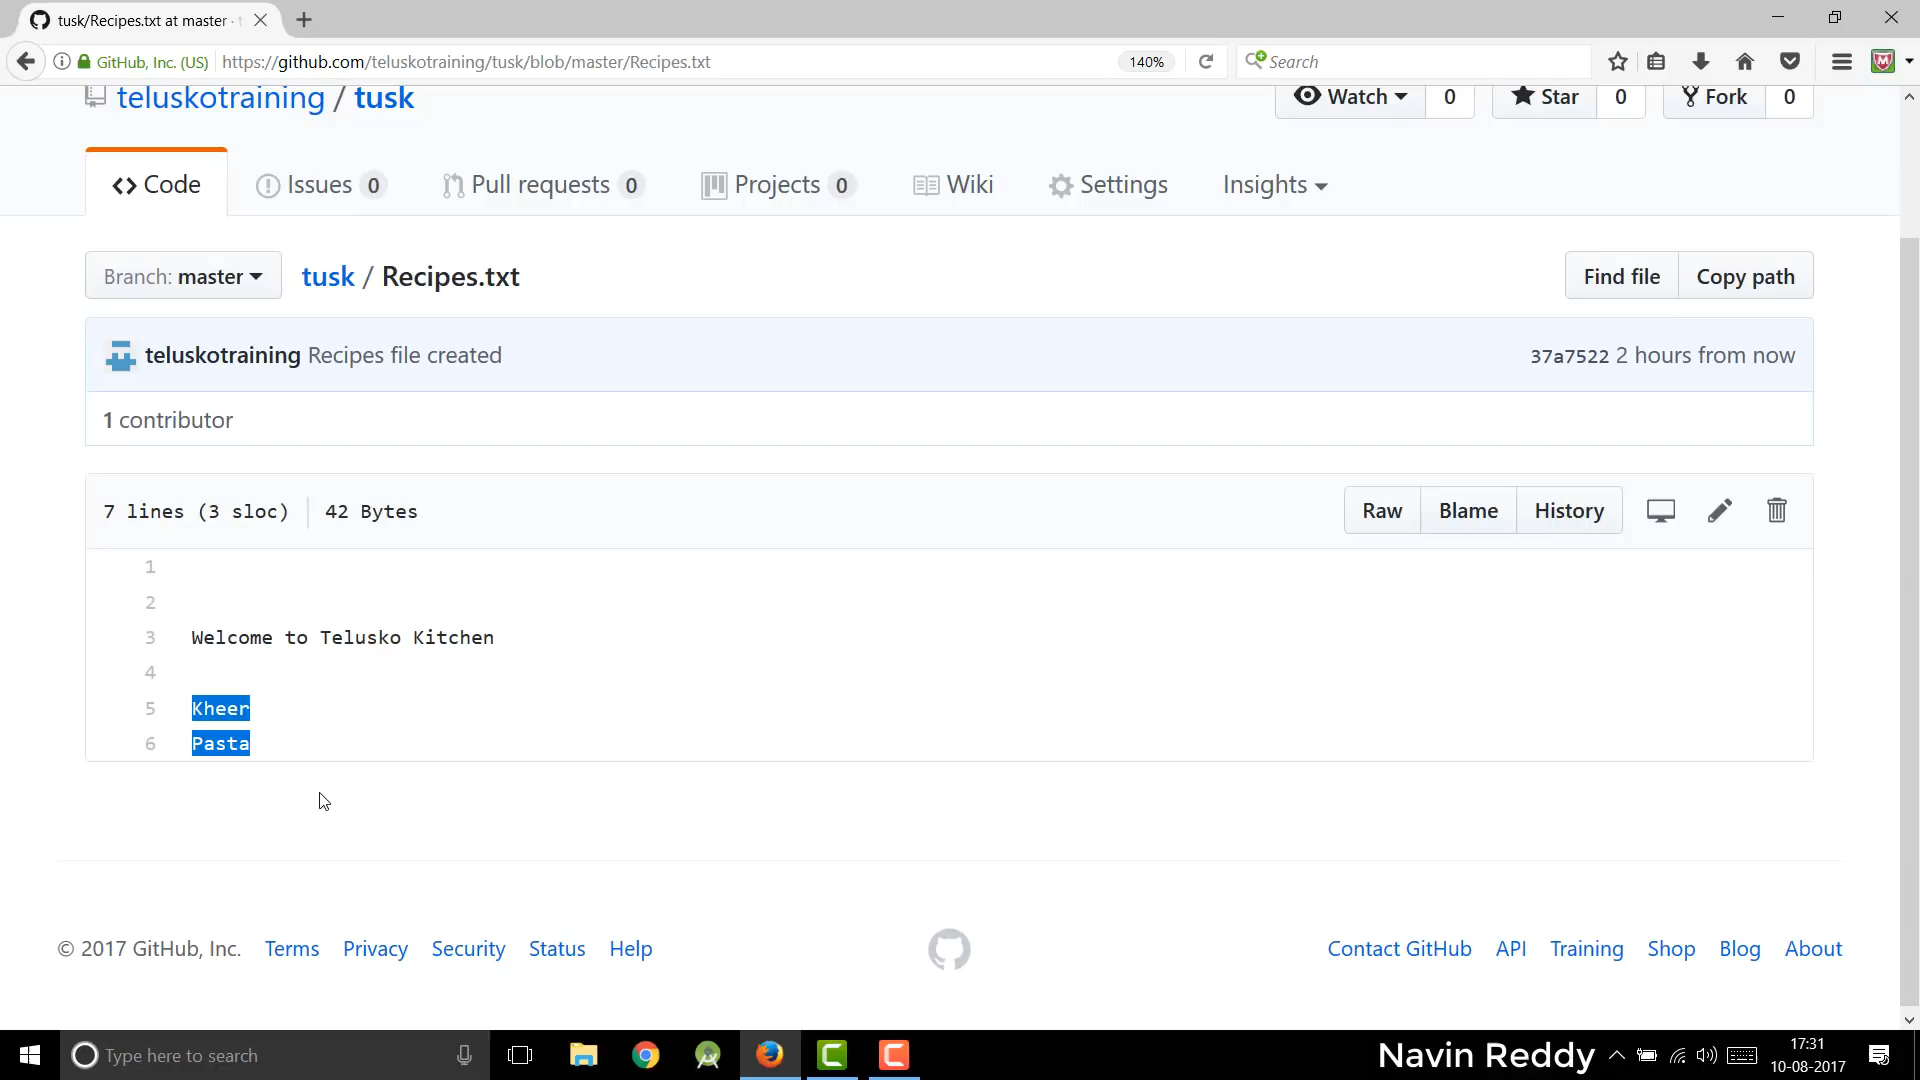 tusk/Recipes.txt at master · t
GitHub, Inc. (US)
https://github.com/teluskotraining/tusk/blob/master/Recipes.txt
140%
Search
teluskotraining / tusk
Watch 0
Star 0
Fork 0
Code
Issues 0
Pull requests 0
Projects 0
Wiki
Settings
Insights
Branch: master
tusk / Recipes.txt
Find file
Copy path
teluskotraining Recipes file created
37a7522 2 hours from now
1 contributor
7 lines (3 sloc)
42 Bytes
Raw
Blame
History
1
2
3 Welcome to Telusko Kitchen
4
5 Kheer
6 Pasta
© 2017 GitHub, Inc.
Terms
Privacy
Security
Status
Help
Contact GitHub
API
Training
Shop
Blog
About
Type here to search
Navin Reddy
17:31
10-08-2017